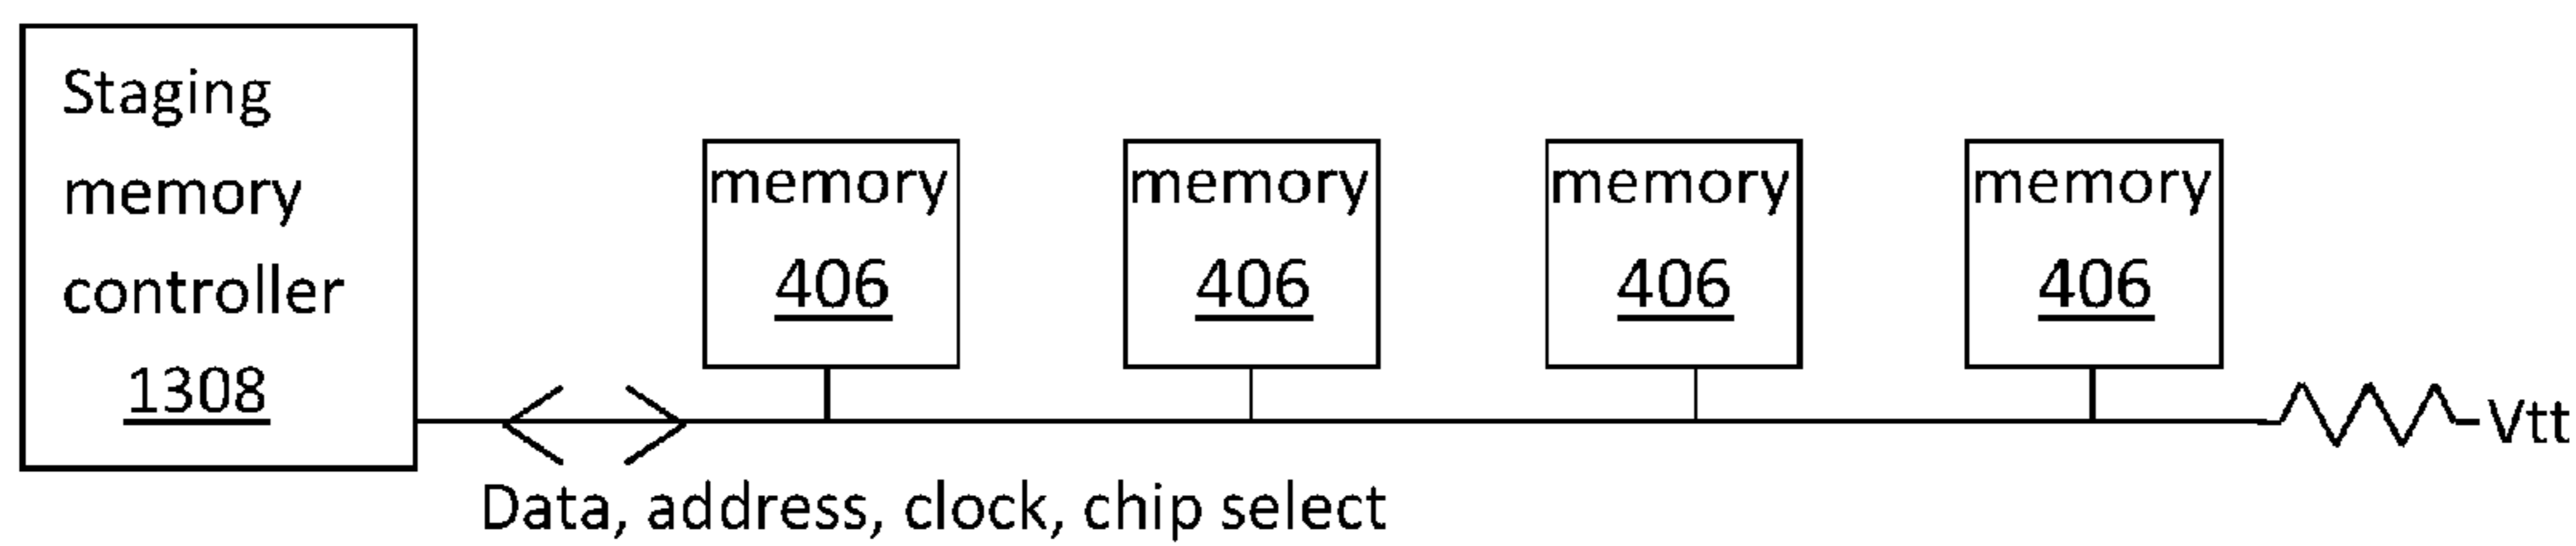 Staging
memory
controller
1308
memory
406
memory
406
memory
406
memory
406
Vtt
Data, address, clock, chip select